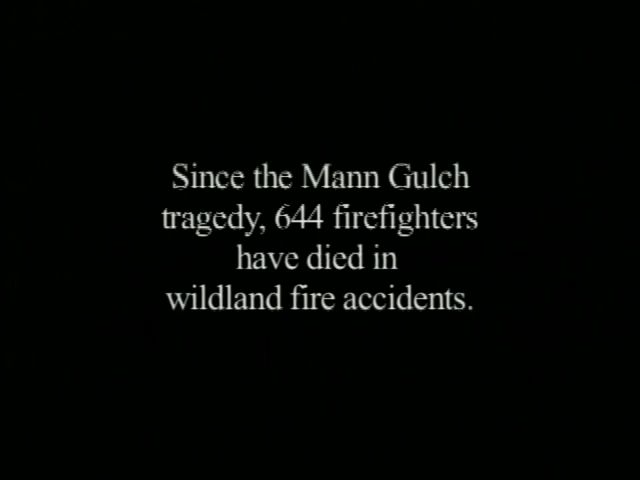 Since the Mann Gulch
tragedy, 644 firefighters
have died in
wildland fire accidents.